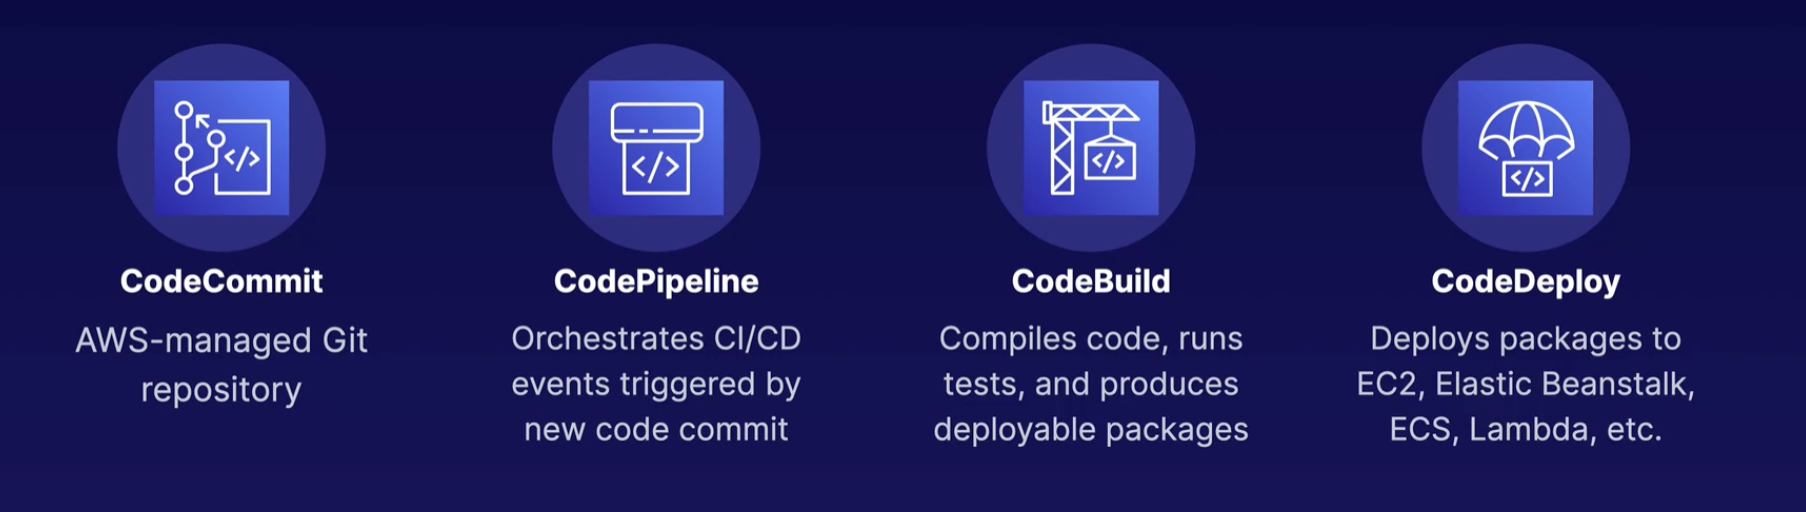 </>
</>
</>
</>
CodeCommit
AWS-managed Git
repository
CodePipeline
Orchestrates CI/CD
events triggered by
new code commit
CodeBuild
Compiles code, runs
tests, and produces
deployable packages
CodeDeploy
Deploys packages to
EC2, Elastic Beanstalk,
ECS, Lambda, etc.